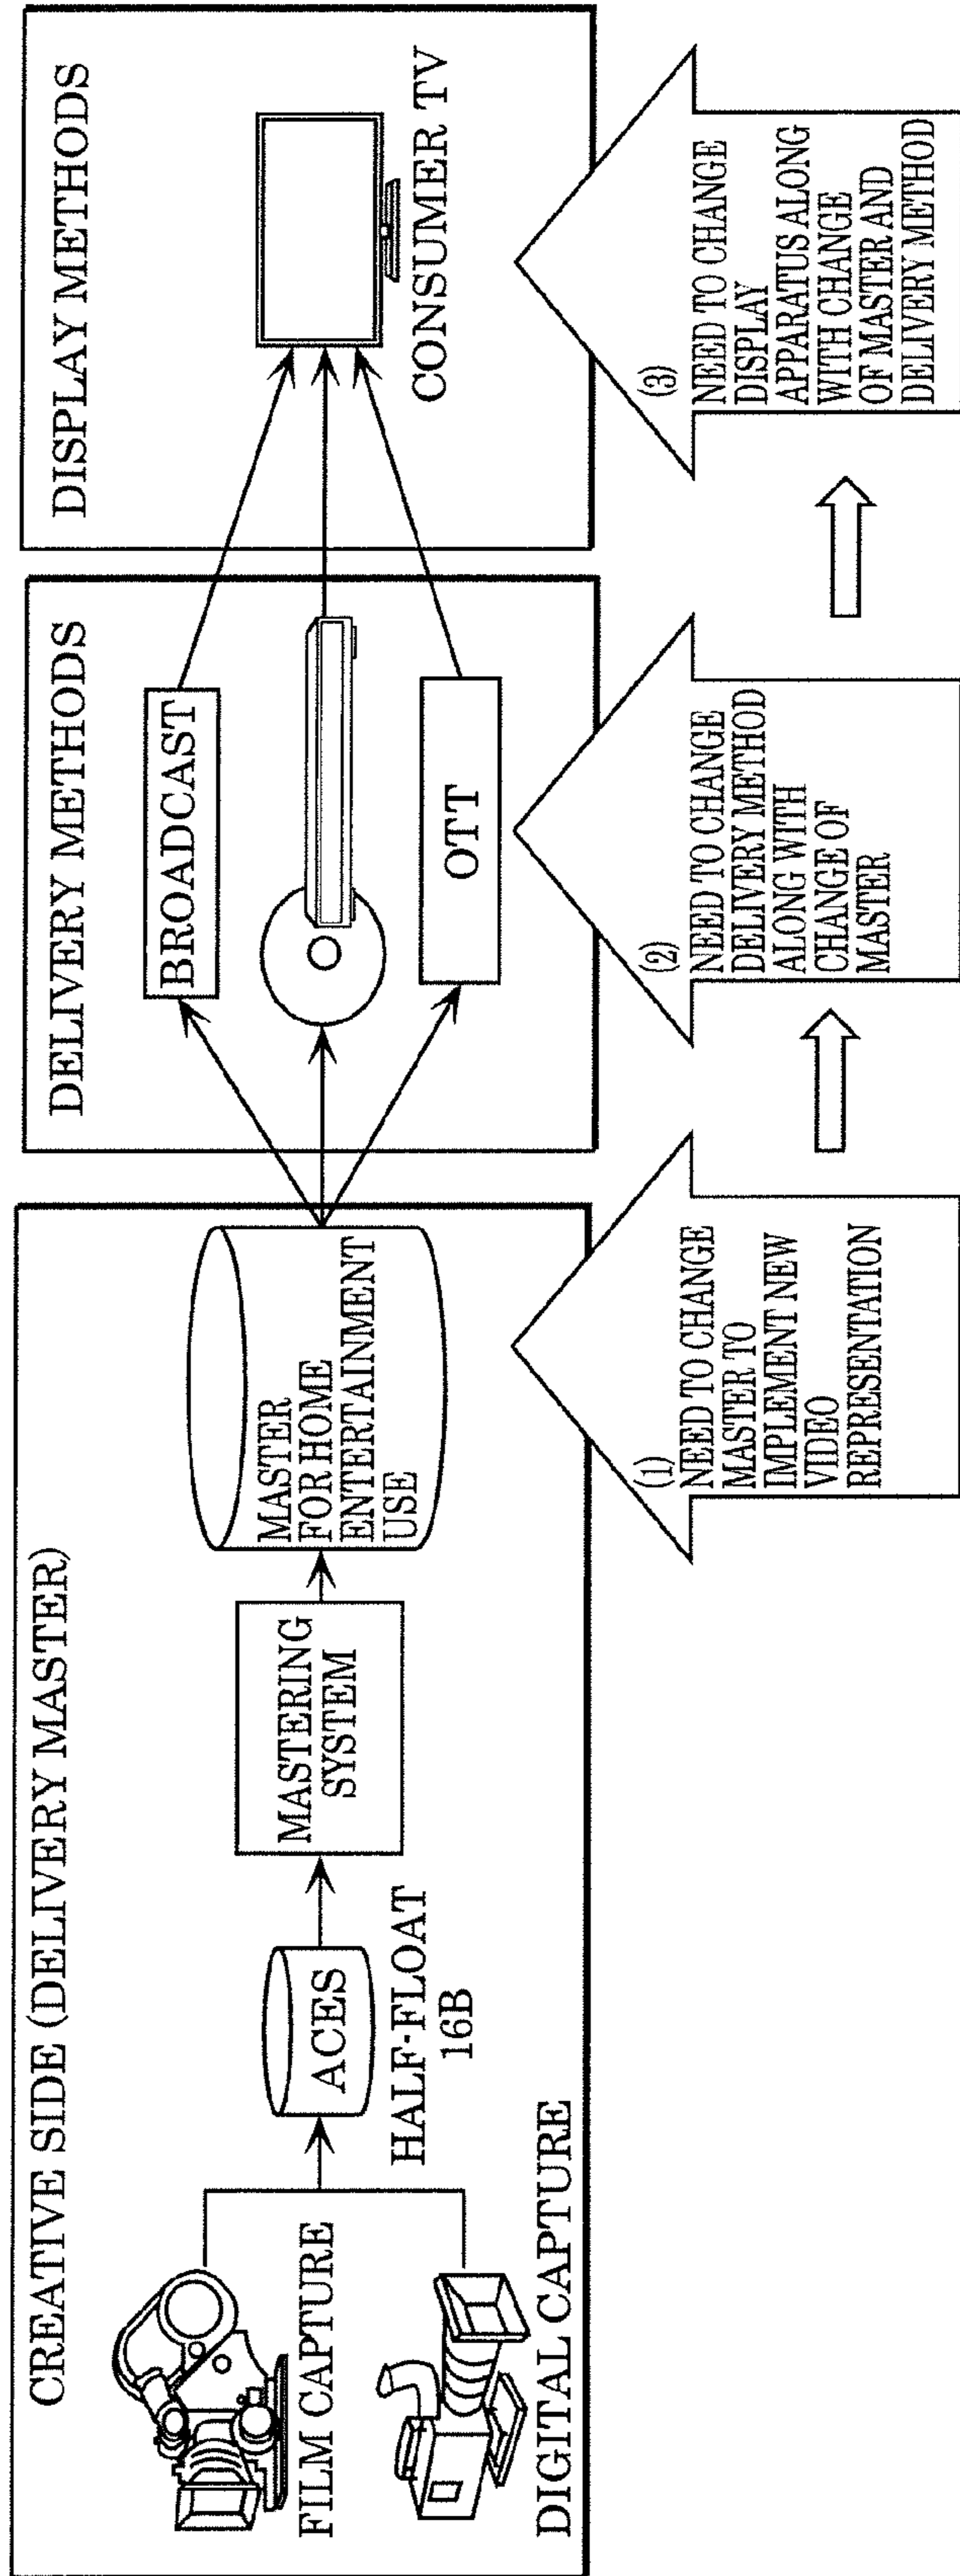 CREATIVE SIDE (DELIVERY MASTER)
FILM CAPTURE
DIGITAL CAPTURE
ACES
HALF-FLOAT
16B
MASTERING
SYSTEM
MASTER
FOR HOME
ENTERTAINMENT
USE
DELIVERY METHODS
BROADCAST
OTT
DISPLAY METHODS
CONSUMER TV
(1)
NEED TO CHANGE
MASTER TO
IMPLEMENT NEW
VIDEO
REPRESENTATION
(2)
NEED TO CHANGE
DELIVERY METHOD
ALONG WITH
CHANGE OF
MASTER
(3)
NEED TO CHANGE
DISPLAY
APPARATUS ALONG
WITH CHANGE
OF MASTER AND
DELIVERY METHOD